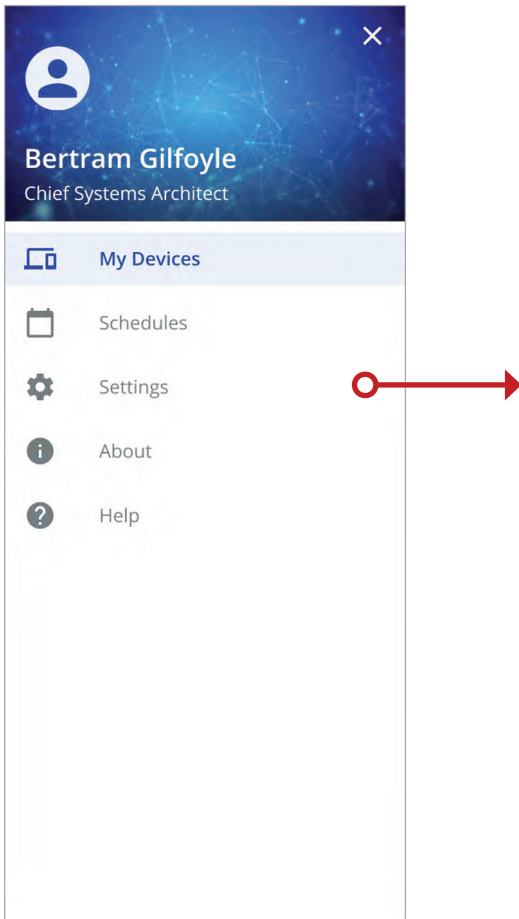 Bertram Gilfoyle
Chief Systems Architect
My Devices
Schedules
Settings
About
Help